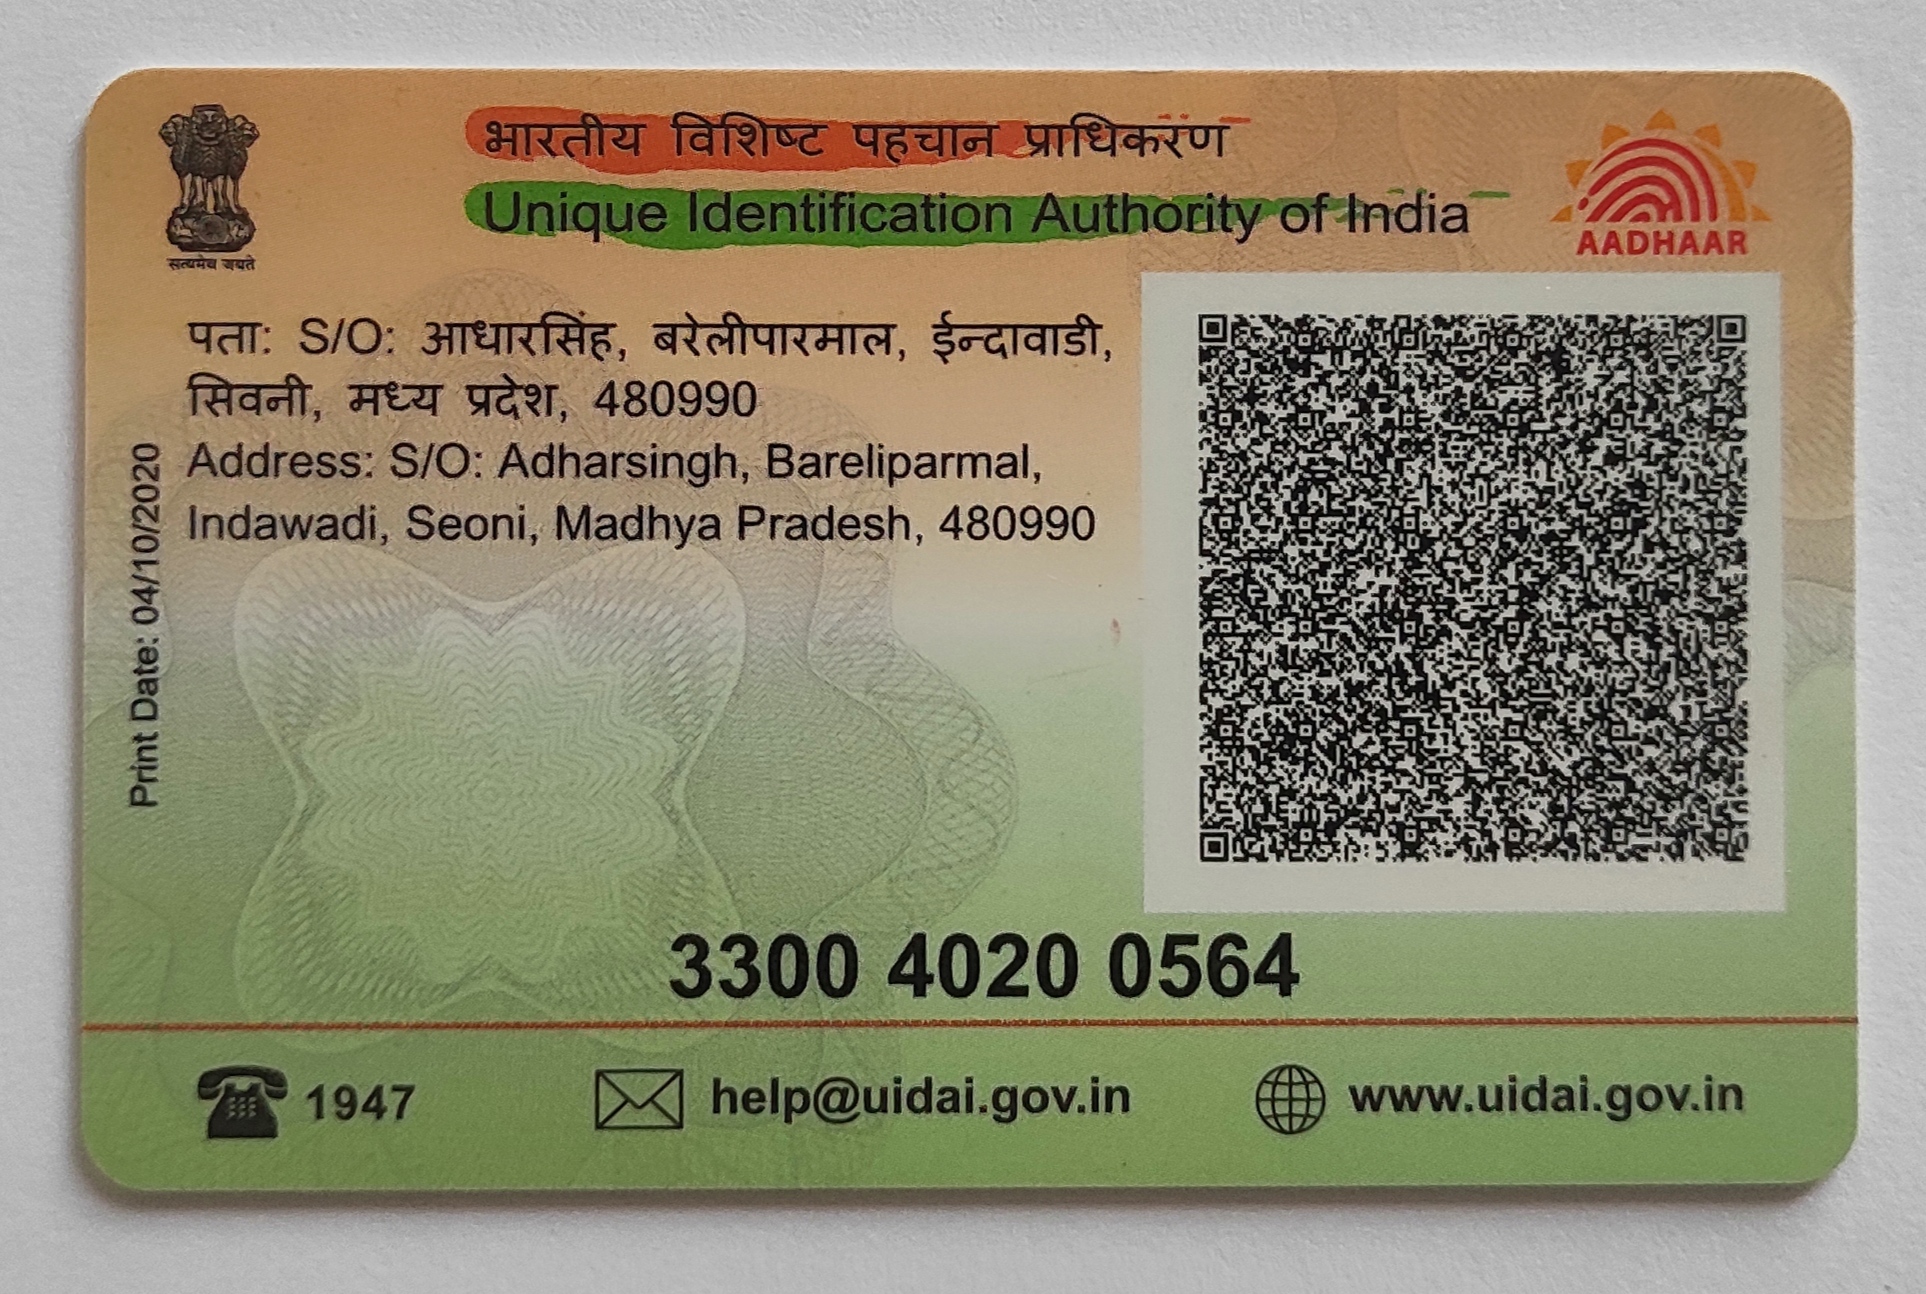 भारतीय विशिष्ट पहचान प्राधिकरण
Unique Identification Authority of India
सत्यमेव जयते
AADHAAR
पता: S/O: आधारसिंह, बरेलीपारमाल, ईन्दावाडी,
सिवनी, मध्य प्रदेश, 480990
Address: S/O: Adharsingh, Bareliparmal,
Indawadi, Seoni, Madhya Pradesh, 480990
Print Date: 04/10/2020
3300 4020 0564
1947
help@uidai.gov.in
www.uidai.gov.in